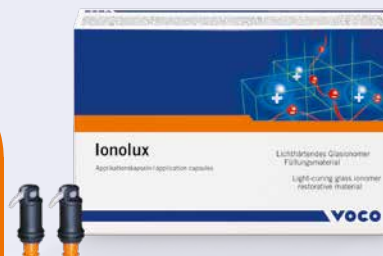 Ionolux
Applikationskapseln / application capsules
Lichthärtendes Glasionomer
Füllungsmaterial
Light-curing glass ionomer
restorative material
VOCO